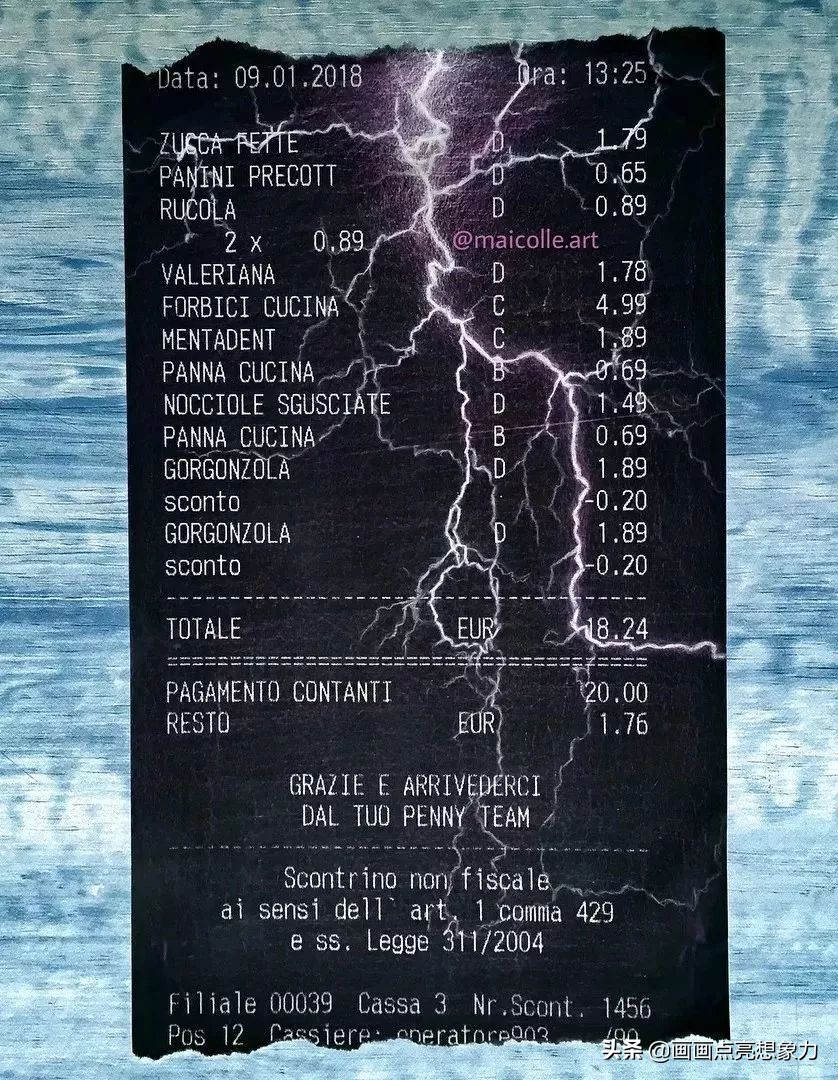 Data: 09.01.2018 Ora: 13:25
ZUCCA FETTE D 1.79
PANINI PRECOTT D 0.65
RUCOLA D 0.89
2 x 0.89
@maicolle.art
VALERIANA D 1.78
FORBICI CUCINA C 4.99
MENTADENT C 1.89
PANNA CUCINA B 0.69
NOCCIOLE SGUSCIATE D 1.49
PANNA CUCINA B 0.69
GORGONZOLA D 1.89
sconto -0.20
GORGONZOLA D 1.89
sconto -0.20
TOTALE EUR 18.24
PAGAMENTO CONTANTI 20.00
RESTO EUR 1.76
GRAZIE E ARRIVEDERCI
DAL TUO PENNY TEAM
Scontrino non fiscale
ai sensi dell` art. 1 comma 429
e ss. Legge 311/2004
Filiale 00039 Cassa 3 Nr.Scont. 1456
Pos 12 Cassiere: operatore903
头条 @画画点亮想象力